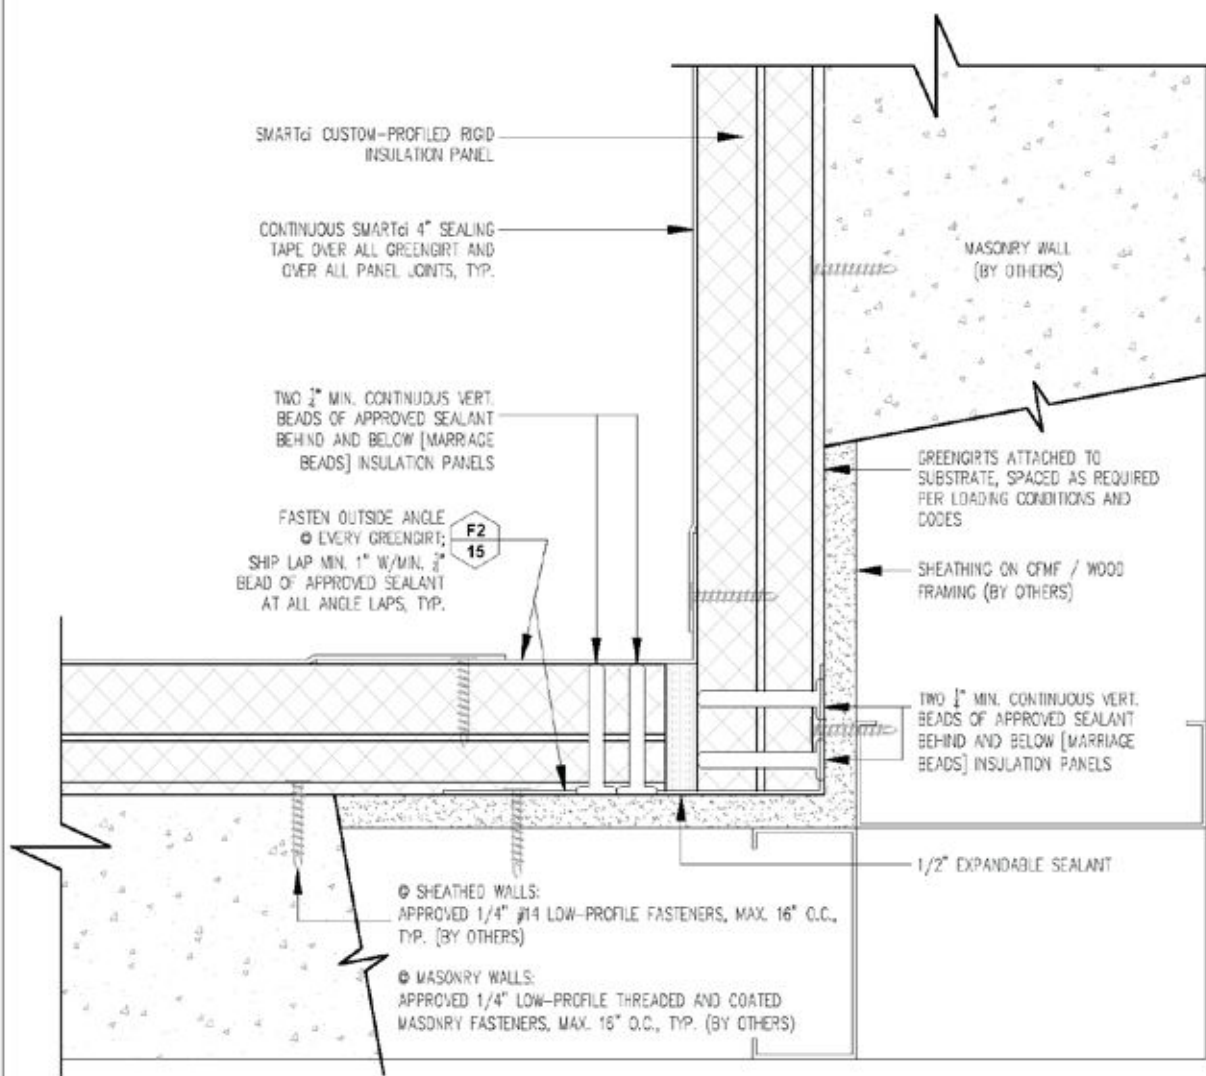 SMARTci CUSTOM-PROFILED RIGID
INSULATION PANEL
CONTINUOUS SMARTci 4" SEALING
TAPE OVER ALL GREENGIRT AND
OVER ALL PANEL JOINTS, TYP.
MASONRY WALL
(BY OTHERS)
TWO MIN. CONTINUOUS VERT.
BEADS OF APPROVED SEALANT
BEHIND AND BELOW [MARRIAGE
BEADS] INSULATION PANELS
GREENGIRTS ATTACHED TO
SUBSTRATE, SPACED AS REQUIRED
PER LOADING CONDITIONS AND
CODES
FASTEN OUTSIDE ANGLE
@ EVERY GREENGIRT;
SHIP LAP MIN. 1" W/MIN.
BEAD OF APPROVED SEALANT
AT ALL ANGLE LAPS, TYP.
F2
15
SHEATHING ON CFMF / WOOD
FRAMING (BY OTHERS)
TWO MIN. CONTINUOUS VERT.
BEADS OF APPROVED SEALANT
BEHIND AND BELOW [MARRIAGE
BEADS] INSULATION PANELS
1/2" EXPANDABLE SEALANT
@ SHEATHED WALLS:
APPROVED 1/4" #14 LOW-PROFILE FASTENERS, MAX. 16" O.C.,
TYP. (BY OTHERS)
@ MASONRY WALLS:
APPROVED 1/4" LOW-PROFILE THREADED AND COATED
MASONRY FASTENERS, MAX. 16" O.C., TYP. (BY OTHERS)